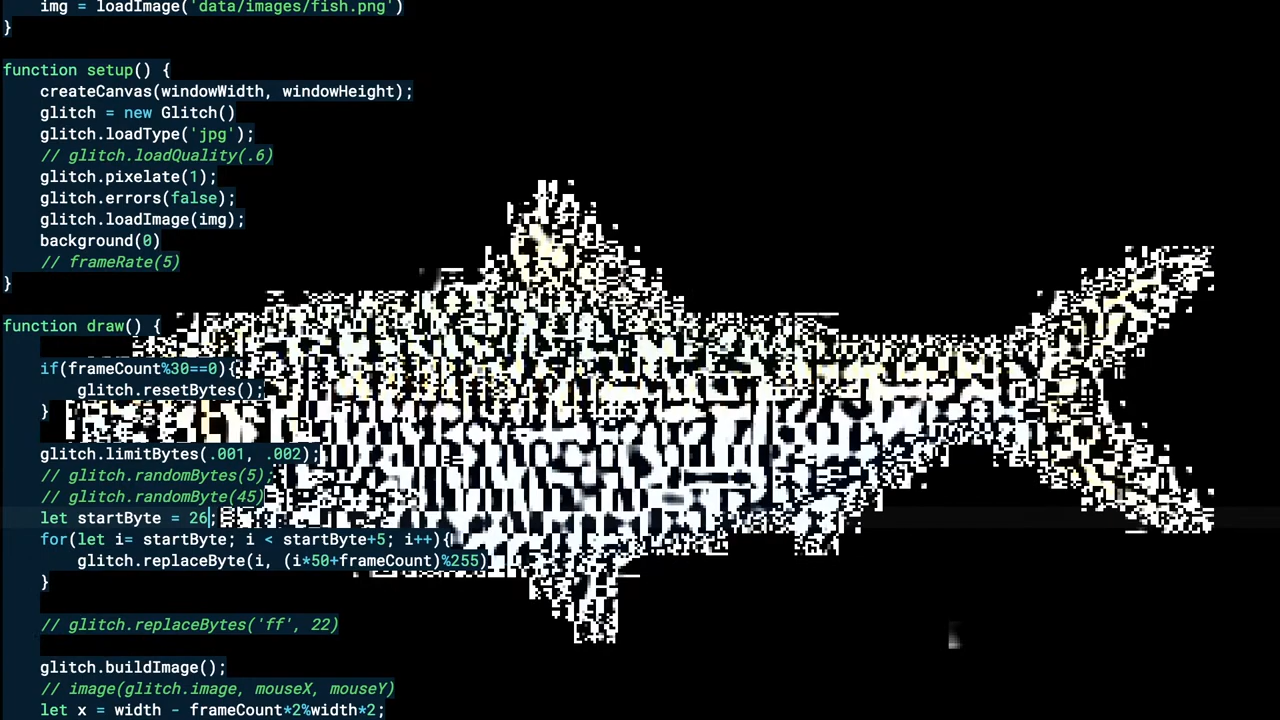 img = loadImage('data/images/fish.png')
}
function setup() {
createCanvas(windowWidth, windowHeight);
glitch = new Glitch()
glitch.loadType('jpg');
// glitch.loadQuality(.6)
glitch.pixelate(1);
glitch.errors(false);
glitch.loadImage(img);
background(0)
// frameRate(5)
}
function draw() {
if(frameCount%30==0){
glitch.resetBytes();
}
glitch.limitBytes(.001, .002);
// glitch.randomBytes(5);
// glitch.randomByte(45)
let startByte = 26;
for(let i= startByte; i < startByte+5; i++){
glitch.replaceByte(i, (i*50+frameCount)%255)
}
// glitch.replaceBytes('ff', 22)
glitch.buildImage();
// image(glitch.image, mouseX, mouseY)
let x = width - frameCount*2%width*2;